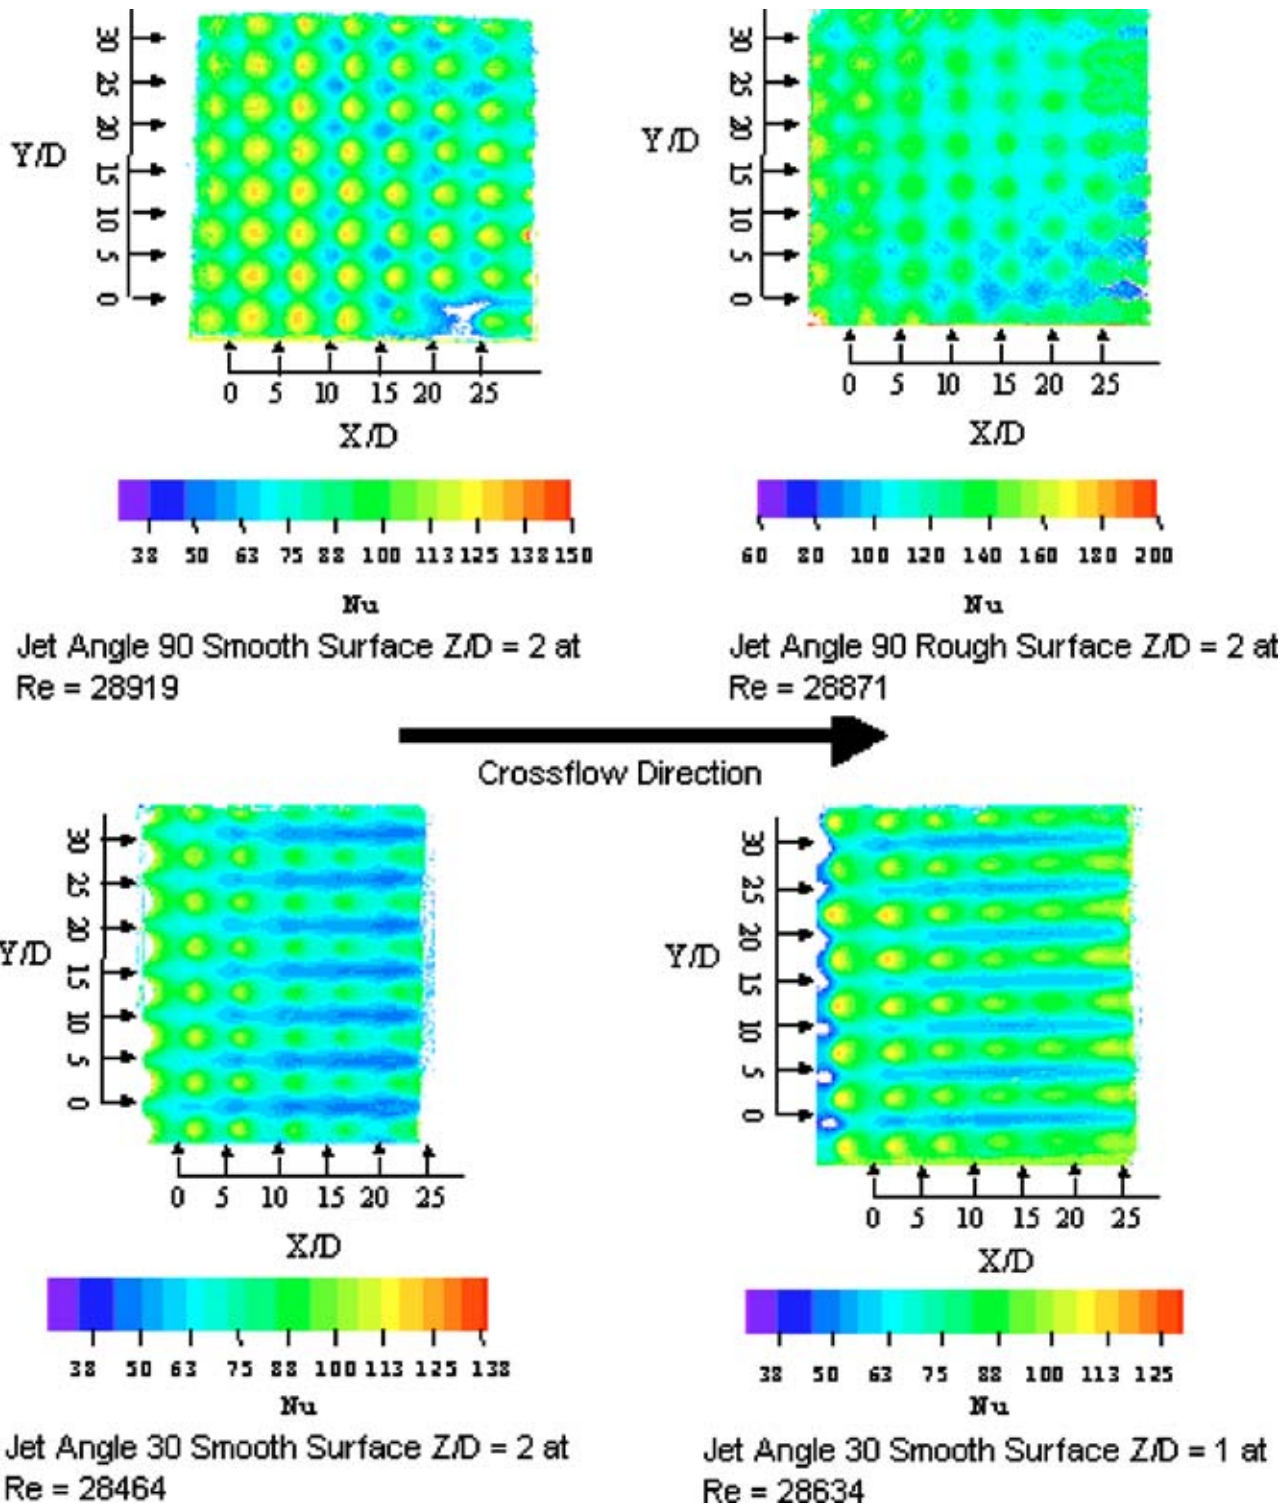 30
25
20
15
10
5
0
Y/D
0 5 10 15 20 25
X/D
38 50 63 75 88 100 113 125 138 150
Nu
Jet Angle 90 Smooth Surface Z/D = 2 at
Re = 28919
30
25
20
15
10
5
0
Y/D
0 5 10 15 20 25
X/D
60 80 100 120 140 160 180 200
Nu
Jet Angle 90 Rough Surface Z/D = 2 at
Re = 28871
Crossflow Direction
30
25
20
15
10
5
0
Y/D
0 5 10 15 20 25
X/D
38 50 63 75 88 100 113 125 138
Nu
Jet Angle 30 Smooth Surface Z/D = 2 at
Re = 28464
30
25
20
15
10
5
0
Y/D
0 5 10 15 20 25
X/D
38 50 63 75 88 100 113 125
Nu
Jet Angle 30 Smooth Surface Z/D = 1 at
Re = 28634